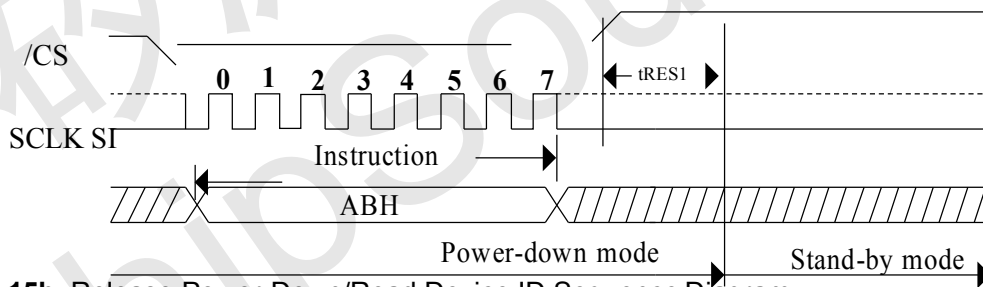 /CS
tRES1
0 1 2 3 4 5 6 7
SCLK SI
Instruction
ABH
Power-down mode
Stand-by mode
15b. Release Power-Down/Read Device ID Sequence Diagram